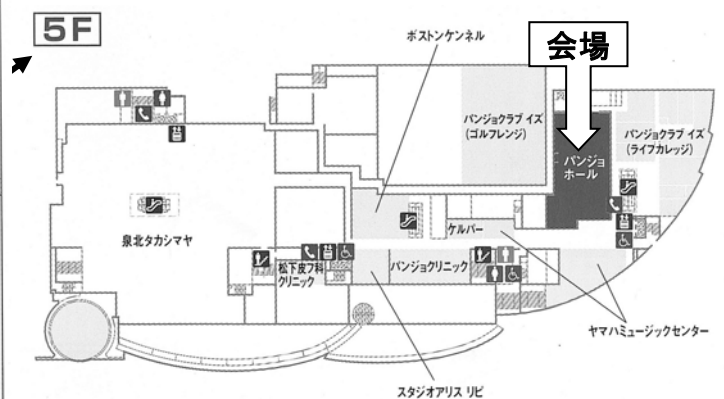 5F
ボストンケンネル
会場
パンジョクラブ イズ
(ゴルフレンジ)
パンジョクラブ イズ
(ライフカレッジ)
パンジョ
ホール
泉北タカシマヤ
ケルバー
松下皮フ科
クリニック
パンジョクリニック
ヤマハミュージックセンター
スタジオアリス リビ